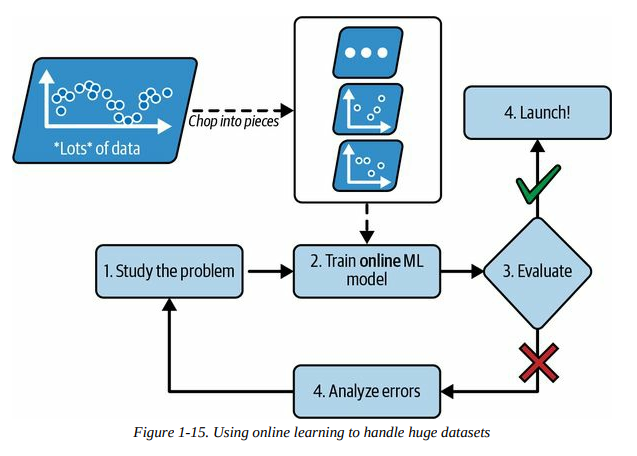 *Lots* of data
Chop into pieces
4. Launch!
1. Study the problem
2. Train online ML
model
3. Evaluate
4. Analyze errors
Figure 1-15. Using online learning to handle huge datasets